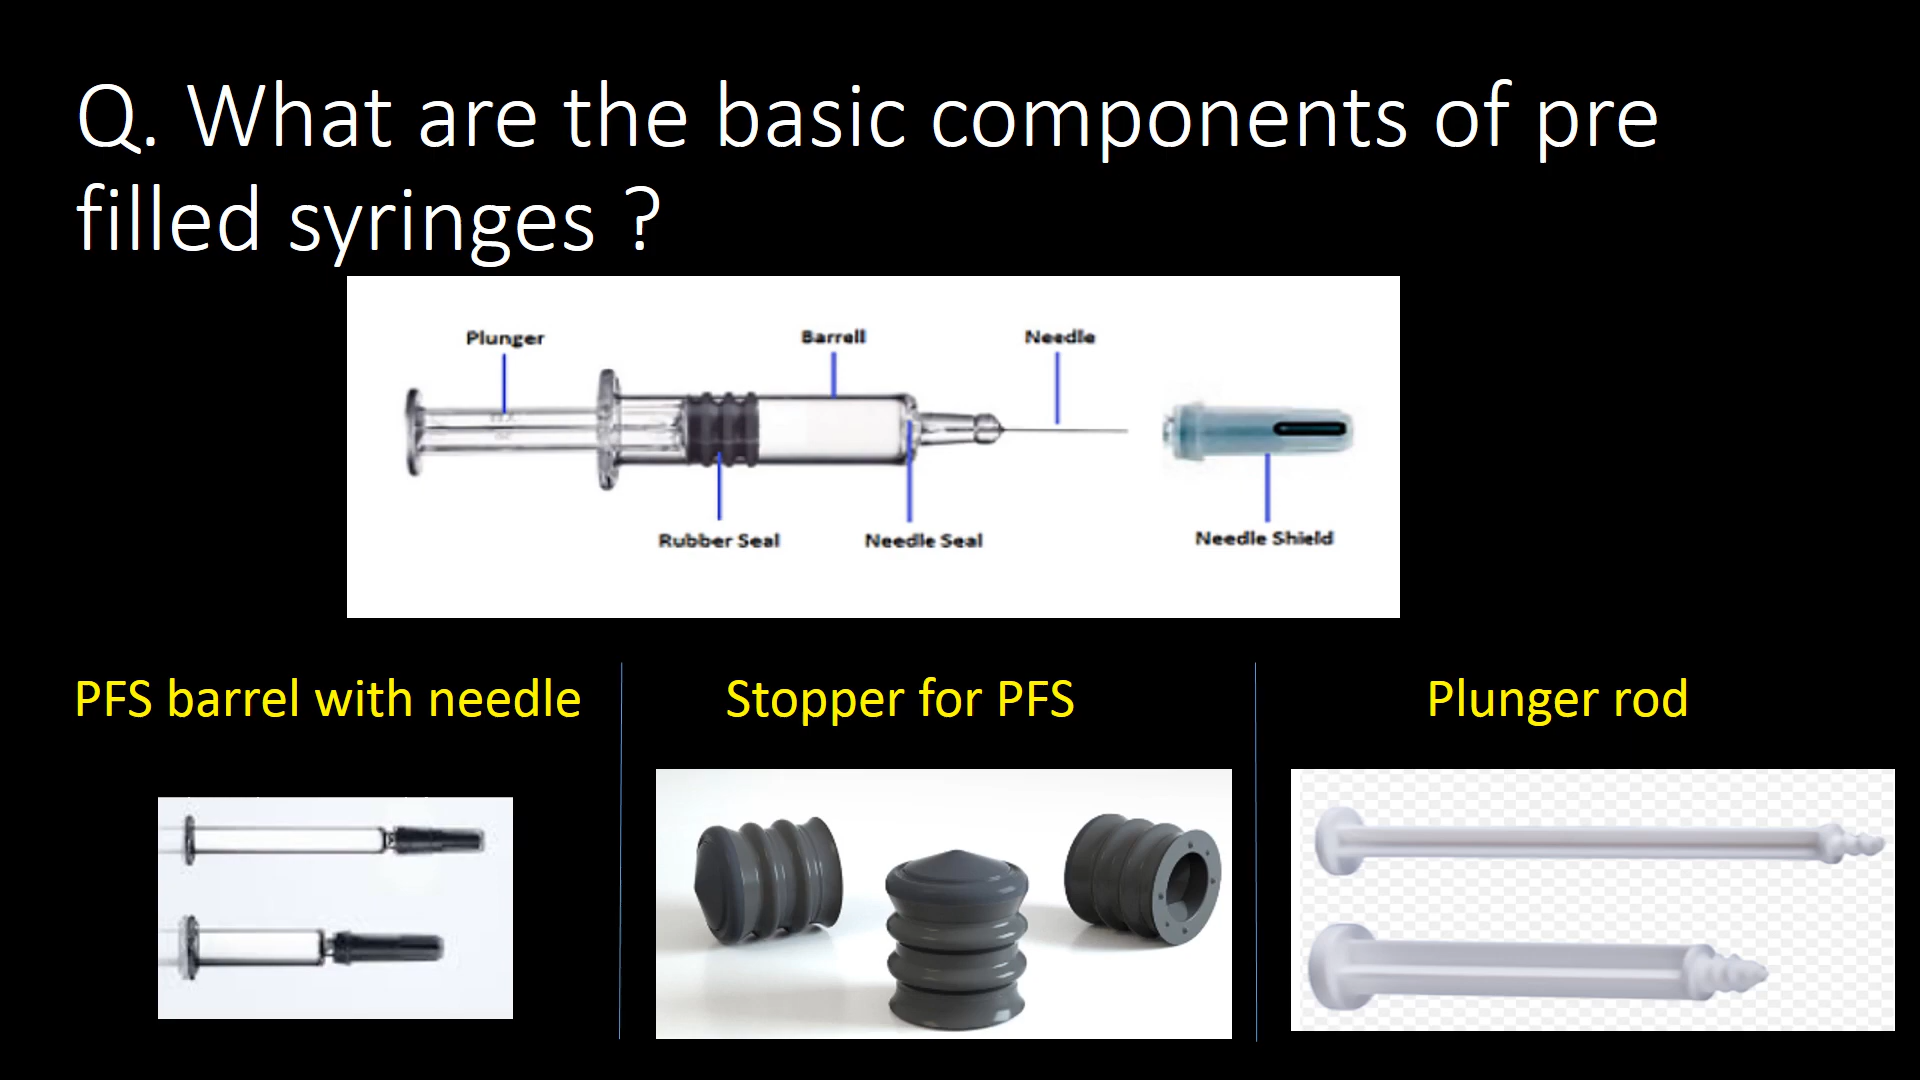 Q. What are the basic components of pre
filled syringes ?
Plunger
Barrell
Needle
Rubber Seal
Needle Seal
Needle Shield
PFS barrel with needle
Stopper for PFS
Plunger rod